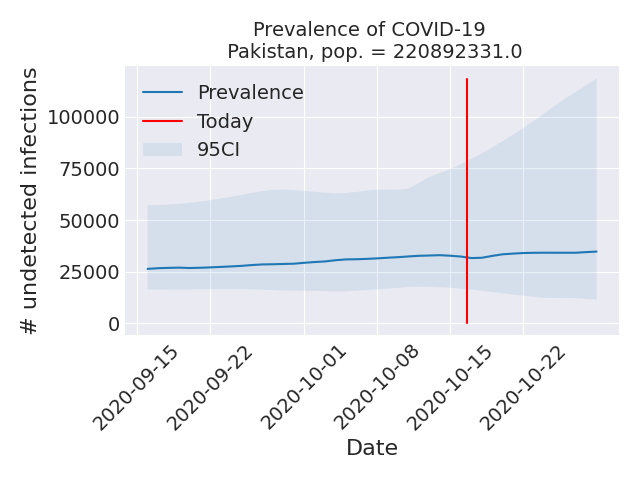 Prevalence of COVID-19
Pakistan, pop. = 220892331.0
# undetected infections
100000
75000
50000
25000
0
Prevalence
Today
95CI
2020-09-15
2020-09-22
2020-10-01
2020-10-08
2020-10-15
2020-10-22
Date